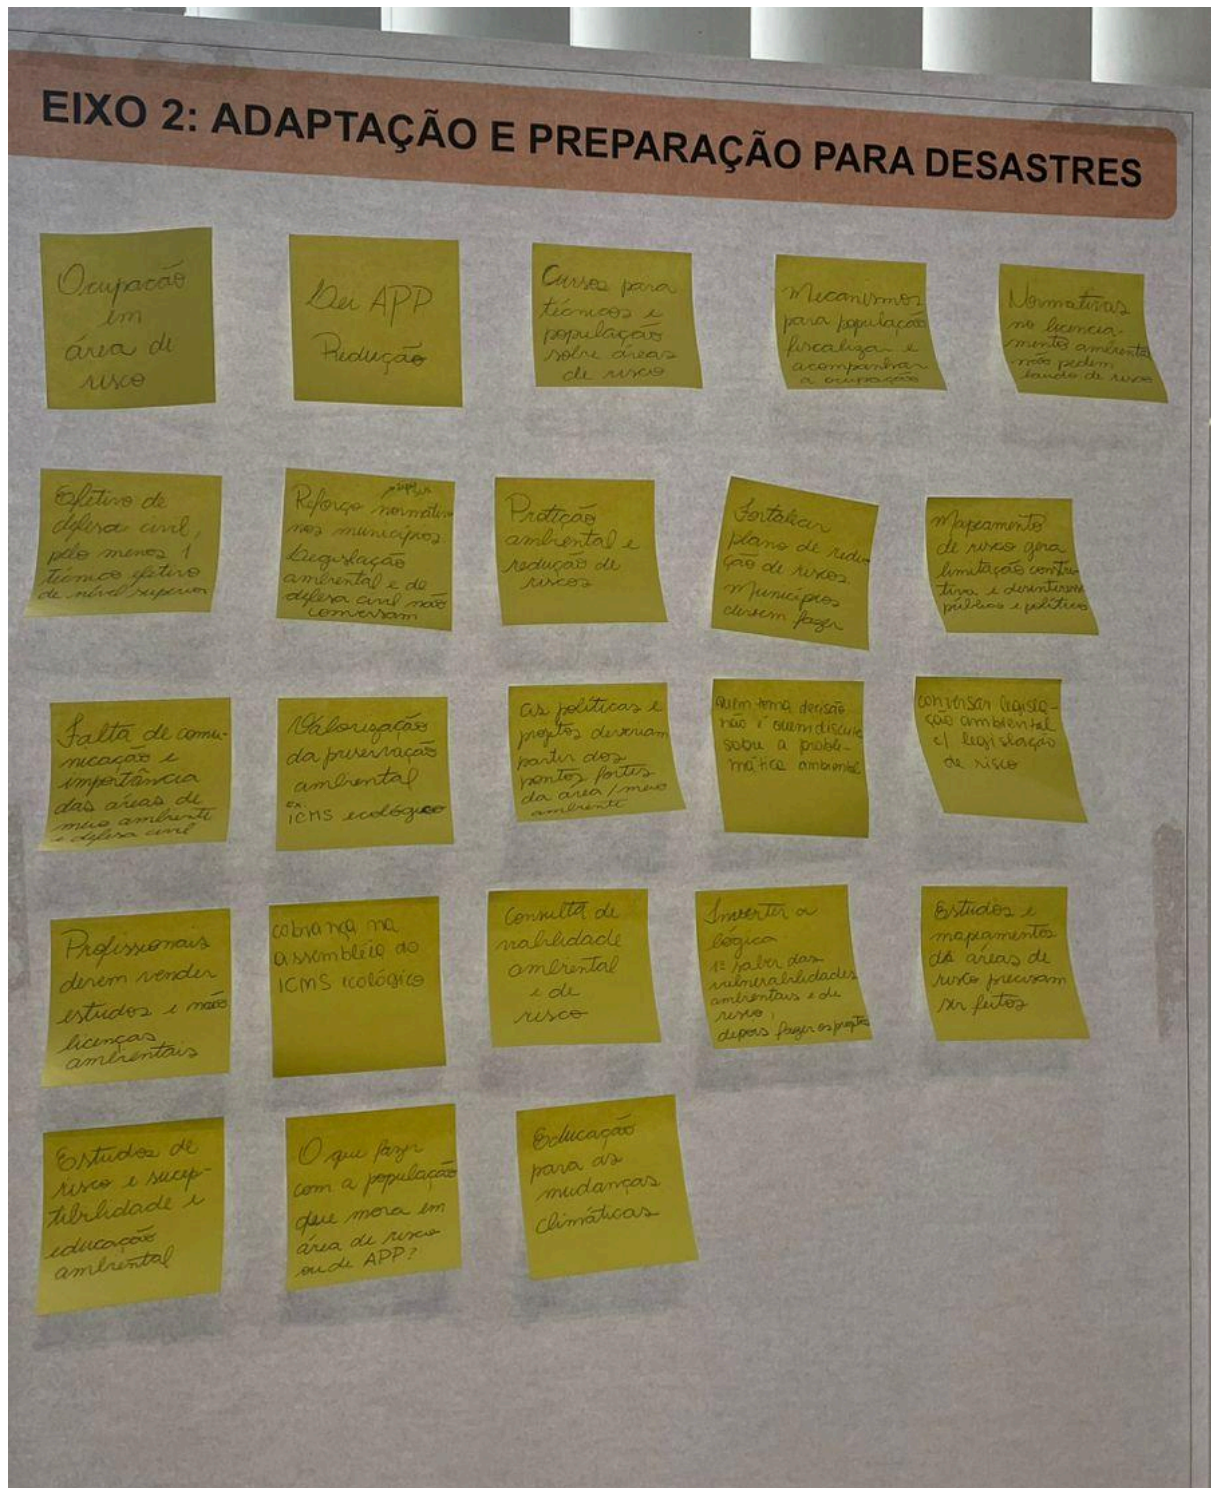 EIXO 2: ADAPTAÇÃO E PREPARAÇÃO PARA DESASTRES
Ocupação
em
área de
risco
Lei APP
Redução
Cursos para
técnicos e
população
sobre áreas
de risco
Mecanismos
para população
fiscalizar e
acompanhar
a ocupação
Normativas
no licencia-
mento ambiental
não pedem
laudo de risco
Efetivo de
defesa civil,
pelo menos 1
técnico efetivo
de nível superior
Reforço normativo
nos municípios.
Legislação
ambiental e de
defesa civil não
conversam
Proteção
ambiental e
redução de
riscos
Fortalecer
plano de redu-
ção de riscos.
Municípios
devem fazer
Mapeamento
de risco gera
limitação constru-
tiva e desinteresse
público e político
Falta de comu-
nicação e
importância
das áreas de
meio ambiente
e defesa civil
Valorização
da preservação
ambiental
ex:
ICMS ecológico
As políticas e
projetos deveriam
partir dos
pontos fortes
da área/meio
ambiente
Quem toma decisão
não é quem discute
sobre a proble-
mática ambiental
conversar legisla-
ção ambiental
c/ legislação
de risco
Profissionais
devem vender
estudos e não
licenças
ambientais
cobrança na
assembléia do
ICMS ecológico
Consulta de
viabilidade
ambiental
e de
risco
Inverter a
lógica
1º saber das
vulnerabilidades
ambientais e de
risco,
depois fazer os projetos
Estudos e
mapeamentos
de áreas de
risco precisam
ser feitos
Estudos de
risco e sucep-
tibilidade e
educação
ambiental
O que fazer
com a população
que mora em
área de risco
ou de APP?
Educação
para as
mudanças
climáticas